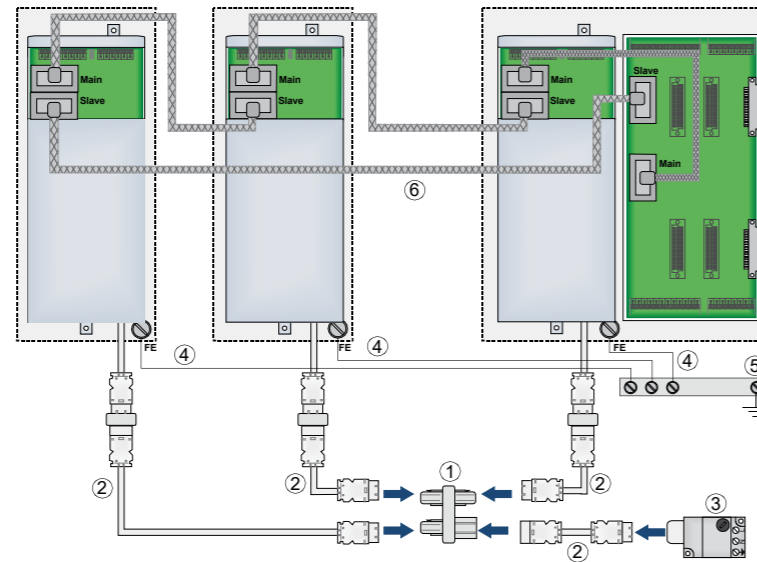 Main
Slave
Main
Slave
Main
Slave
Slave
Main
⑥
FE
④
FE
④
FE
④
⑤
②
②
①
②
③
②